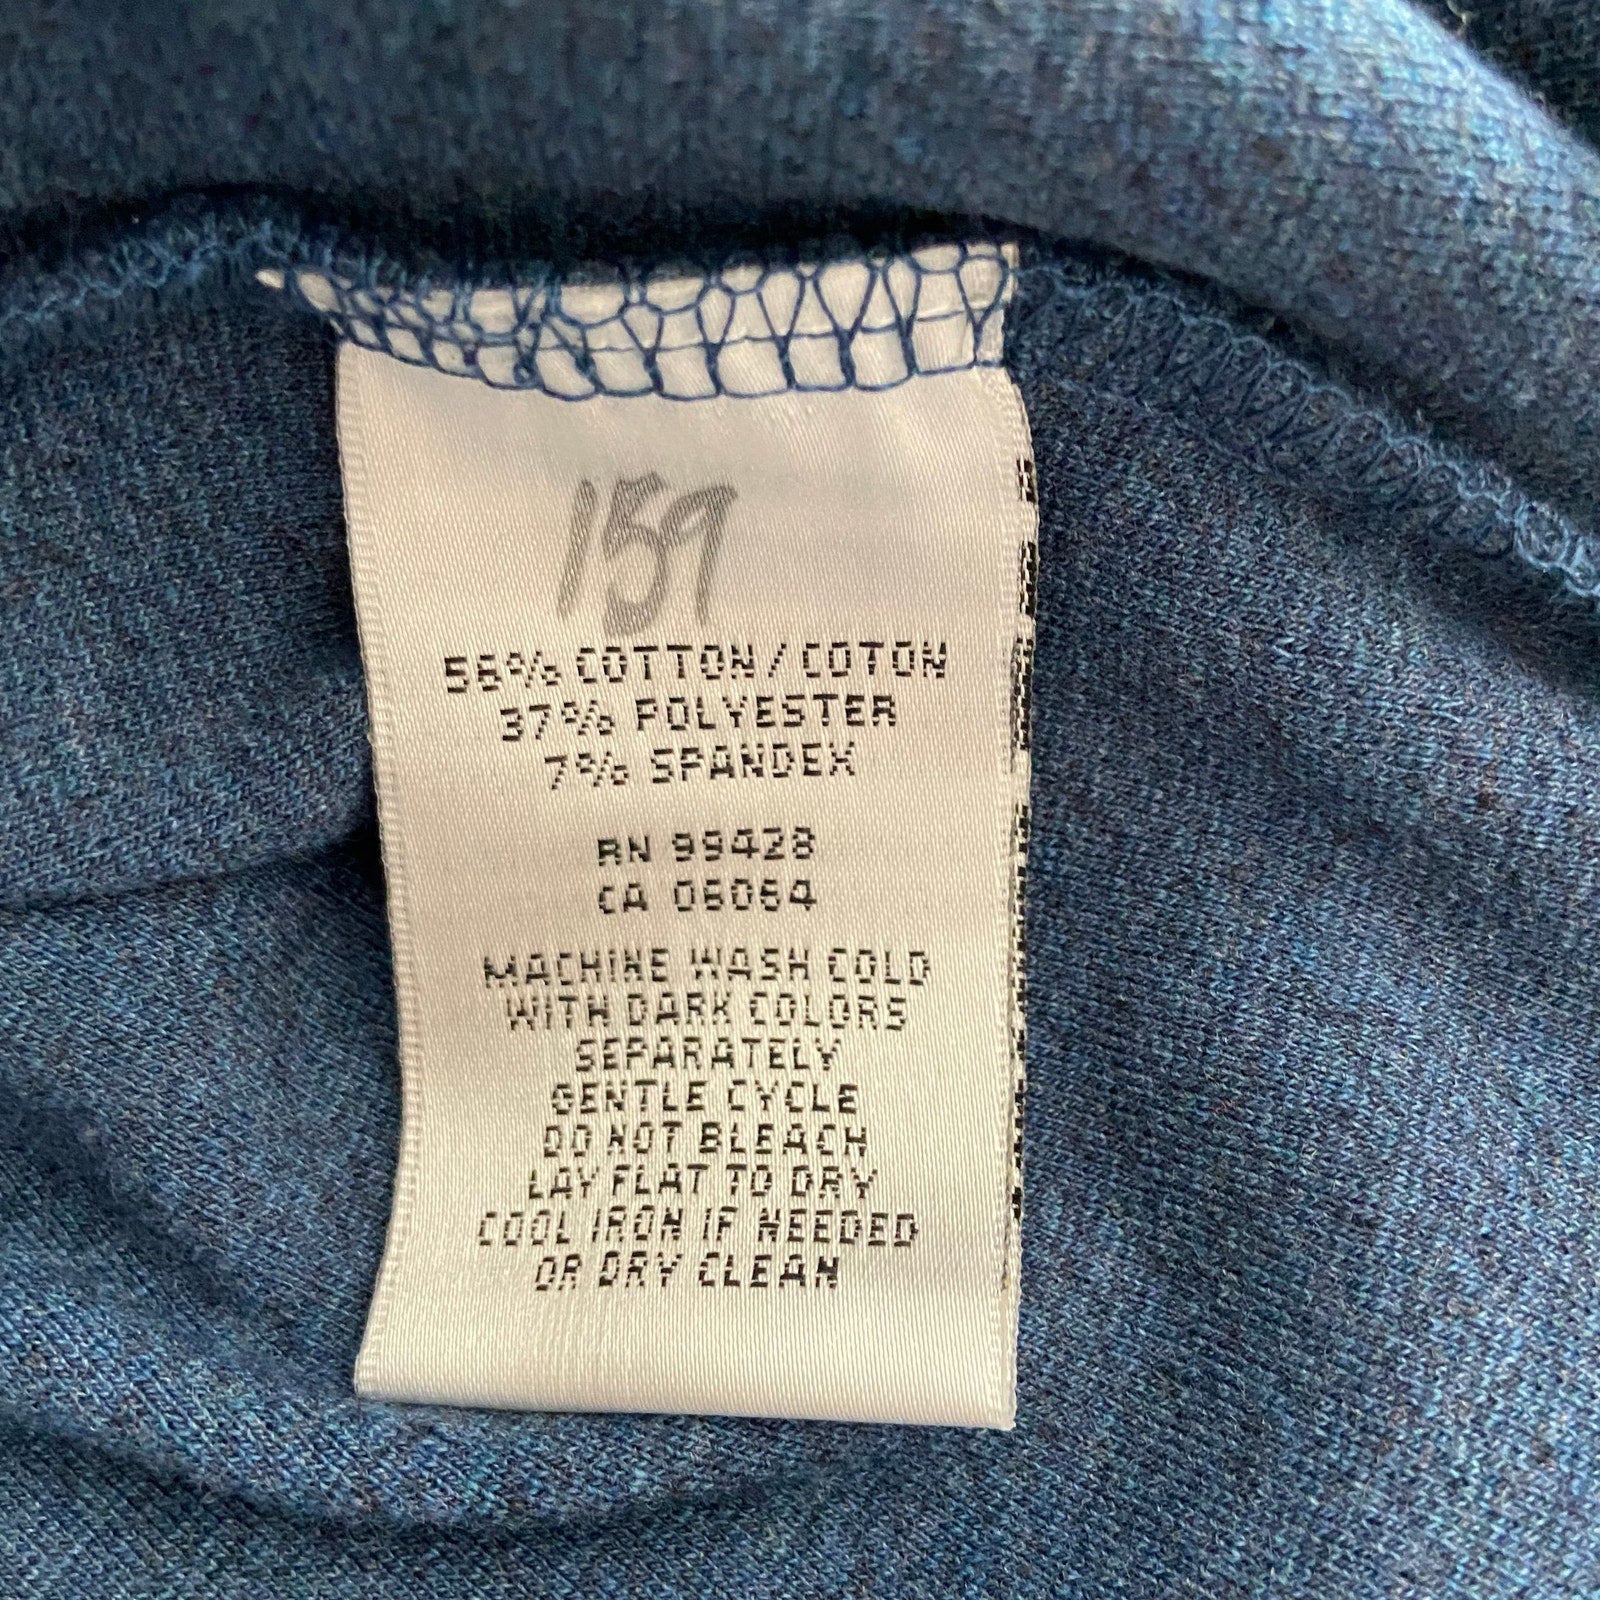 159
56% COTTON / COTON
37% POLYESTER
7% SPANDEX
RN 99428
CA 06064
MACHINE WASH COLD
WITH DARK COLORS
SEPARATELY
GENTLE CYCLE
DO NOT BLEACH
LAY FLAT TO DRY
COOL IRON IF NEEDED
OR DRY CLEAN